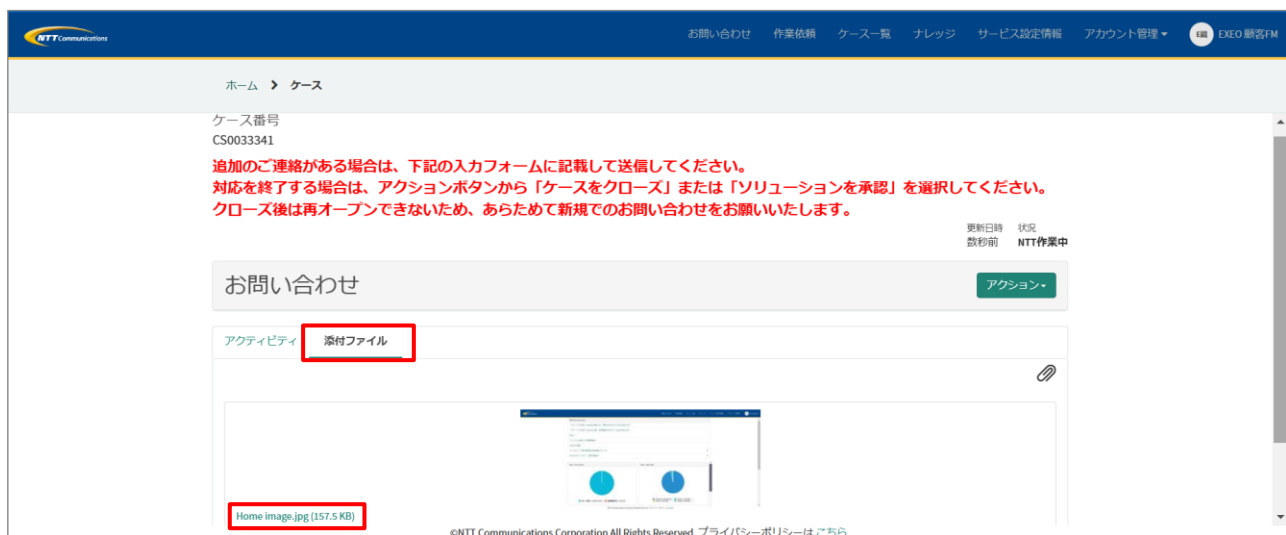 NTT Communications
お問い合わせ 作業依頼 ケース一覧 ナレッジ サービス設定情報 アカウント管理 EXEO 顧客FM
ホーム > ケース
ケース番号
CS0033341
追加のご連絡がある場合は、下記の入力フォームに記載して送信してください。
対応を終了する場合は、アクションボタンから「ケースをクローズ」または「ソリューションを承認」を選択してください。
クローズ後は再オープンできないため、あらためて新規でのお問い合わせをお願いいたします。
更新日時 状況
数秒前 NTT作業中
お問い合わせ
アクション
アクティビティ 添付ファイル
Home image.jpg (157.5 KB)
©NTT Communications Corporation All Rights Reserved. プライバシーポリシーは こちら